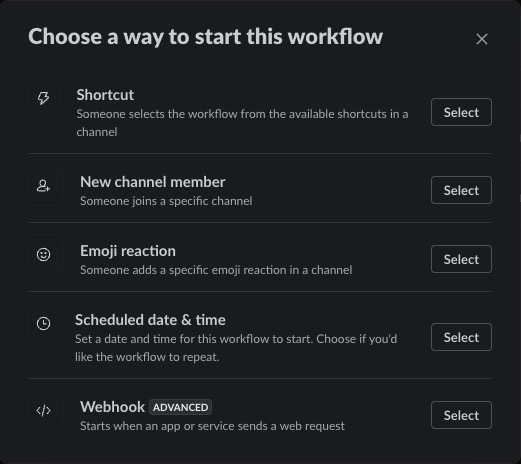 Choose a way to start this workflow
Shortcut
Someone selects the workflow from the available shortcuts in a
channel
Select
New channel member
Someone joins a specific channel
Select
Emoji reaction
Someone adds a specific emoji reaction in a channel
Select
Scheduled date & time
Set a date and time for this workflow to start. Choose if you'd
like the workflow to repeat.
Select
Webhook ADVANCED
Starts when an app or service sends a web request
Select